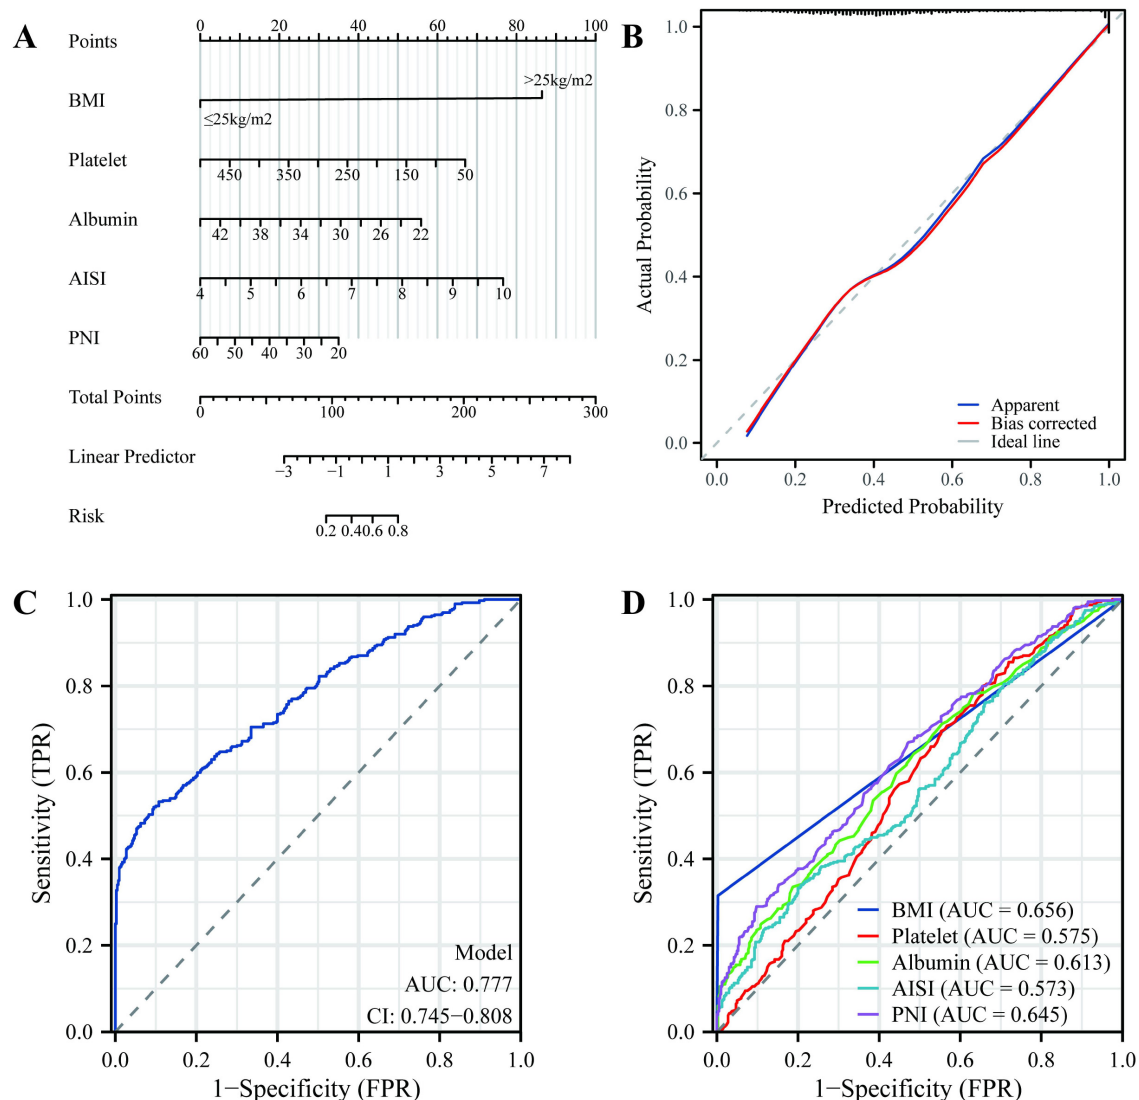 A
Points
0 20 40 60 80 100
BMI
>25kg/m2
≤25kg/m2
Platelet
450 350 250 150 50
Albumin
42 38 34 30 26 22
AISI
4 5 6 7 8 9 10
PNI
60 50 40 30 20
Total Points
0 100 200 300
Linear Predictor
−3 −1 1 3 5 7
Risk
0.2 0.4 0.6 0.8
B
Actual Probability
1.0
0.8
0.6
0.4
0.2
0.0
Apparent
Bias corrected
Ideal line
0.0 0.2 0.4 0.6 0.8 1.0
Predicted Probability
C
Sensitivity (TPR)
1.0
0.8
0.6
0.4
0.2
0.0
Model
AUC: 0.777
CI: 0.745−0.808
0.0 0.2 0.4 0.6 0.8 1.0
1−Specificity (FPR)
D
Sensitivity (TPR)
1.0
0.8
0.6
0.4
0.2
0.0
BMI (AUC = 0.656)
Platelet (AUC = 0.575)
Albumin (AUC = 0.613)
AISI (AUC = 0.573)
PNI (AUC = 0.645)
0.0 0.2 0.4 0.6 0.8 1.0
1−Specificity (FPR)